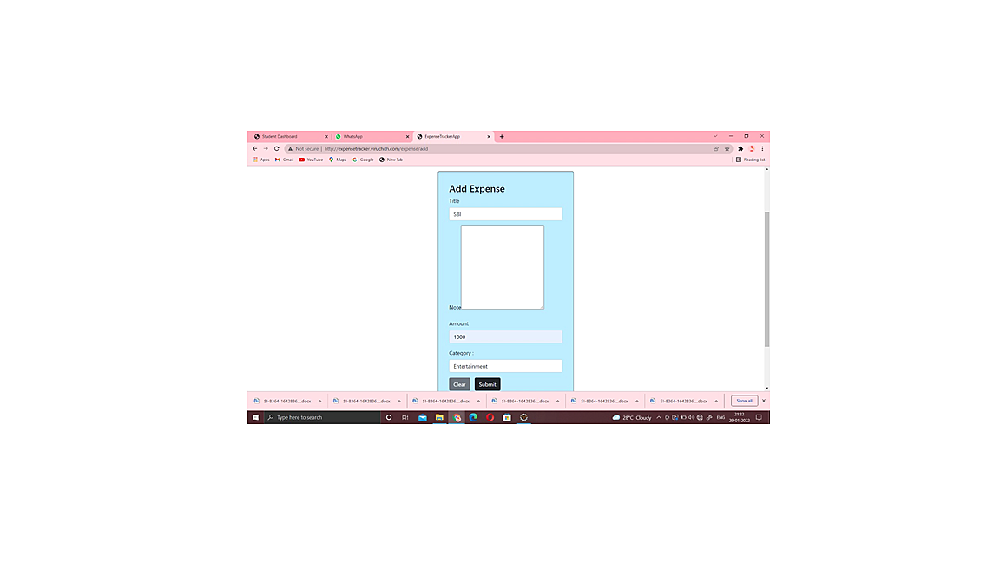 Student Dashboard WhatsApp ExpenseTrackerApp
Not secure | http://expensetracker.viruchith.com/expense/add
Apps Gmail YouTube Maps Google New Tab Reading list
Add Expense
Title
SBI
Note
Amount
1000
Category :
Entertainment
Clear Submit
SI-8364-1642836....docx SI-8364-1642836....docx SI-8364-1642836....docx SI-8364-1642836....docx SI-8364-1642836....docx SI-8364-1642836....docx Show all
Type here to search 28°C Cloudy ENG 21:32
29-01-2022